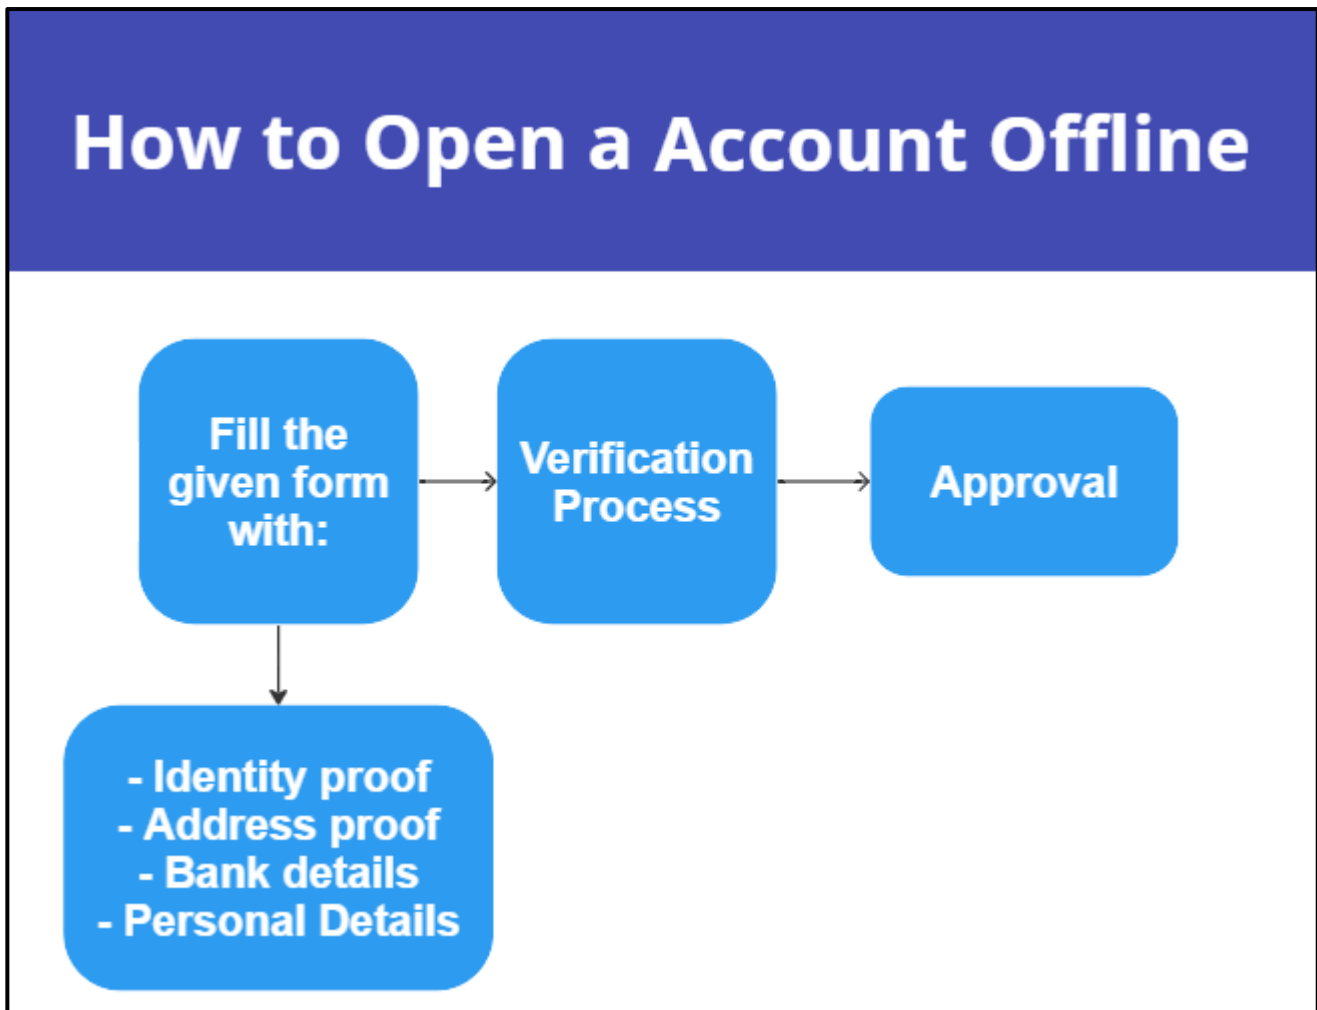 How to Open a Account Offline
Fill the
given form
with:
Verification
Process
Approval
- Identity proof
- Address proof
- Bank details
- Personal Details